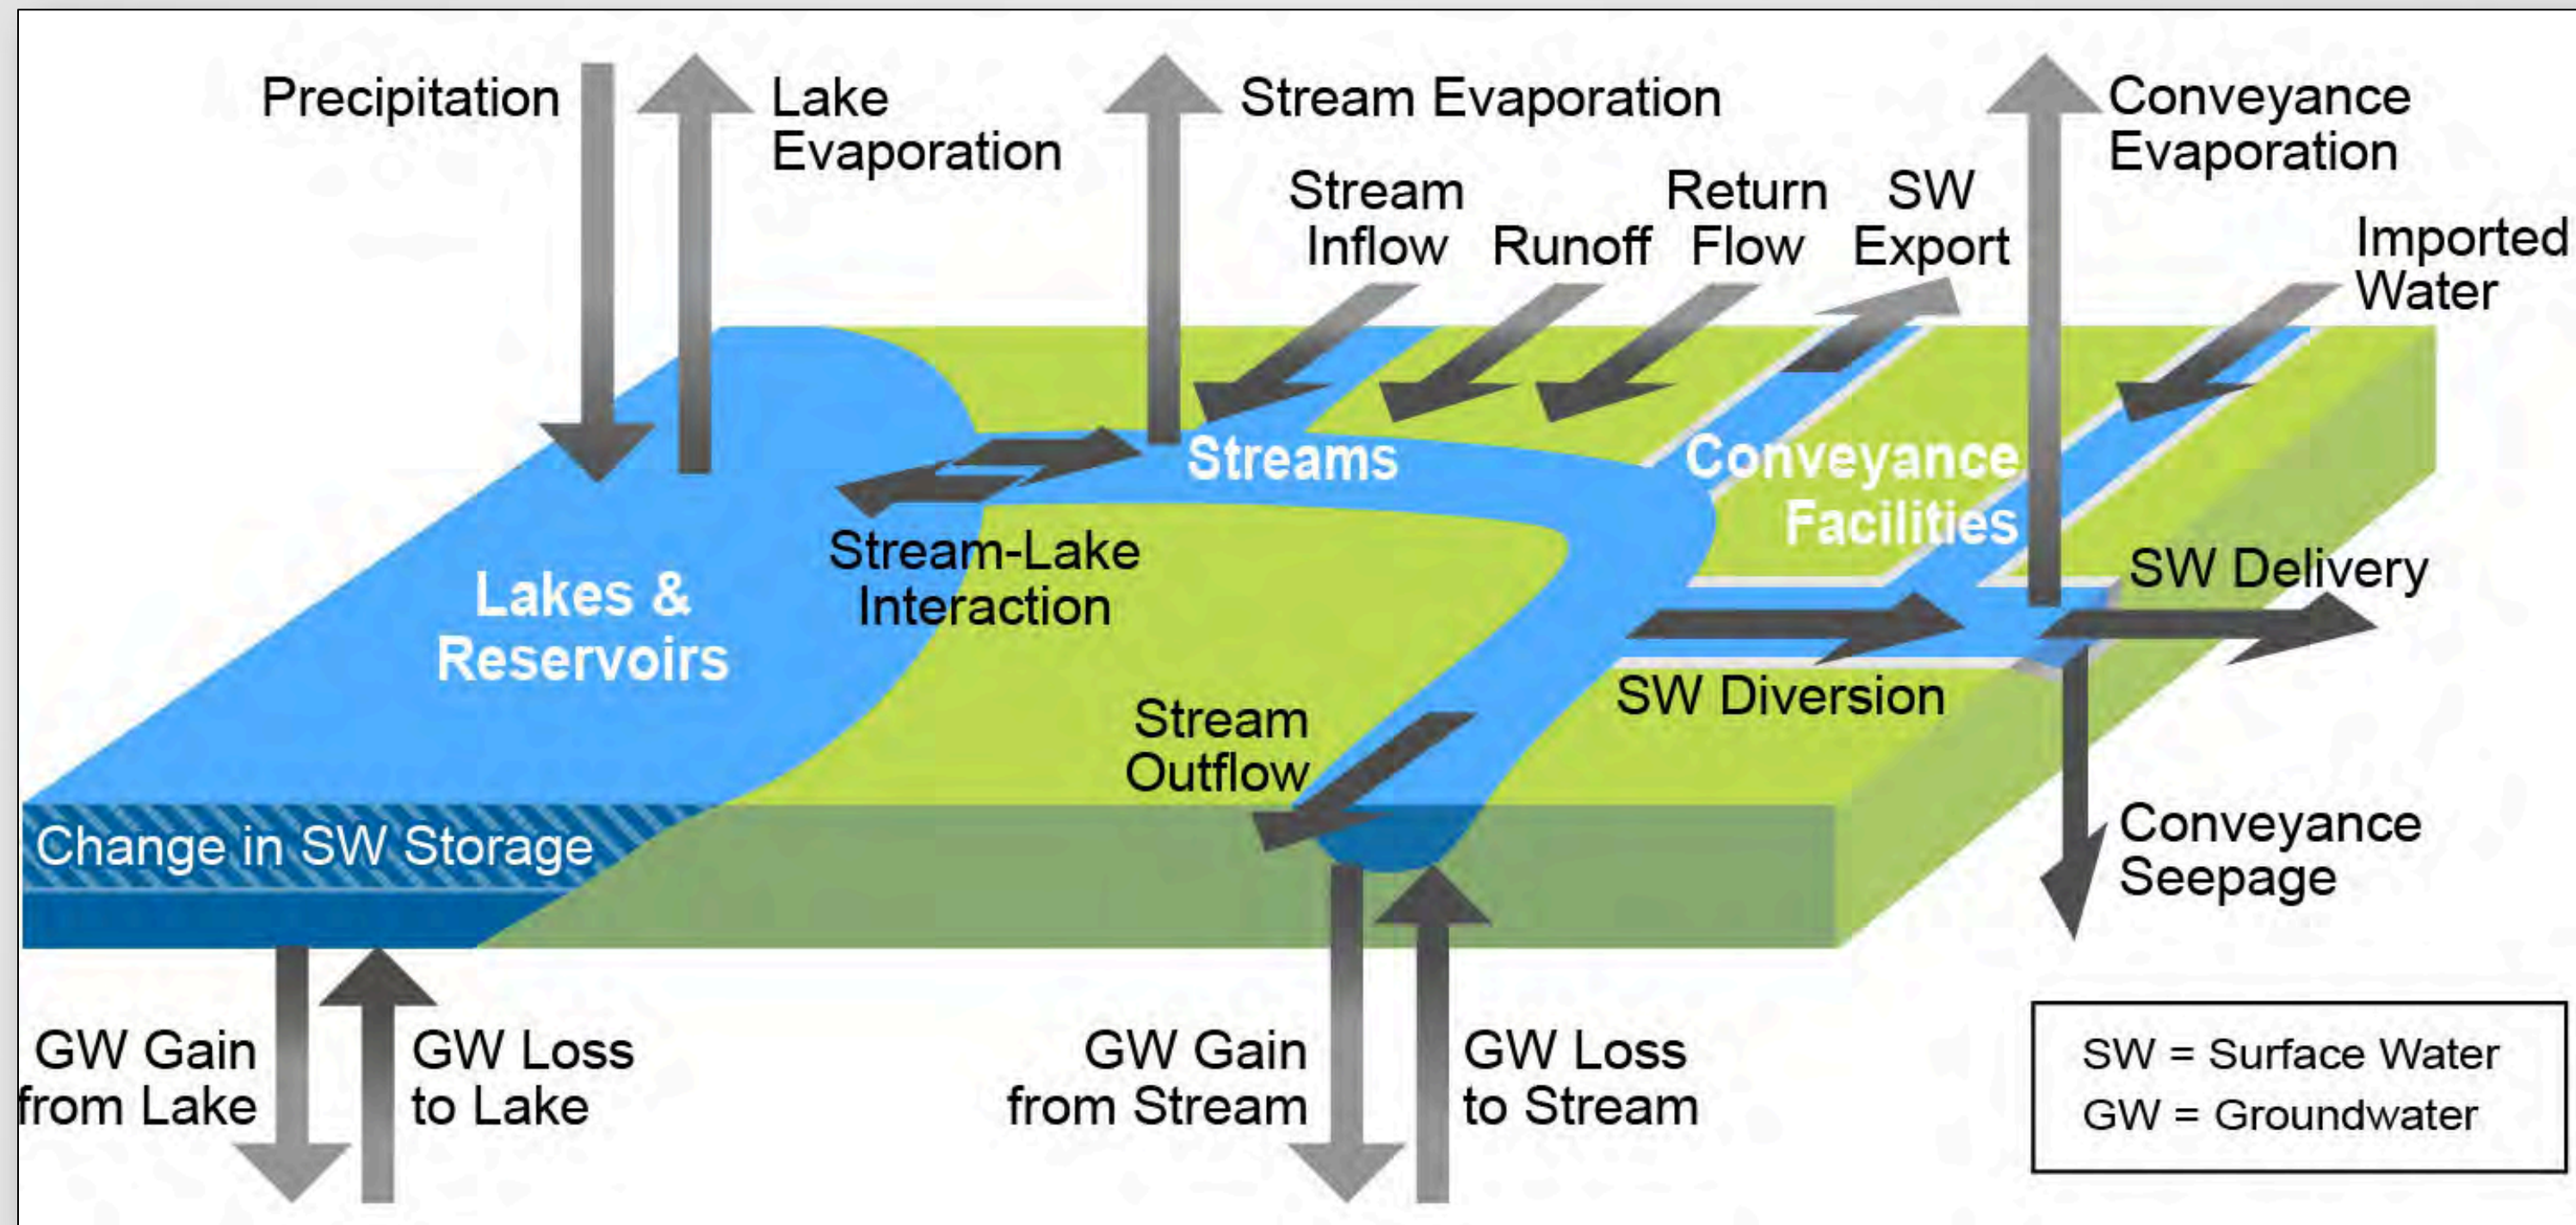 Precipitation
Lake
Evaporation
Stream Evaporation
Conveyance
Evaporation
Stream
Inflow
Runoff
Return
Flow
SW
Export
Imported
Water
Streams
Conveyance
Facilities
Stream-Lake
Interaction
Lakes &
Reservoirs
SW Delivery
SW Diversion
Stream
Outflow
Change in SW Storage
Conveyance
Seepage
GW Gain
from Lake
GW Loss
to Lake
GW Gain
from Stream
GW Loss
to Stream
SW = Surface Water
GW = Groundwater